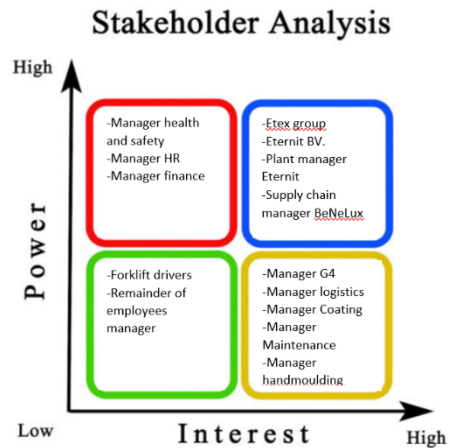 Stakeholder Analysis
High
Power
-Manager health
and safety
-Manager HR
-Manager finance
-Etex group
-Eternit BV.
-Plant manager
Eternit
-Supply chain
manager BeNeLux
-Forklift drivers
-Remainder of
employees
manager
-Manager G4
-Manager logistics
-Manager Coating
-Manager
Maintenance
-Manager
handmoulding
Low
Interest
High